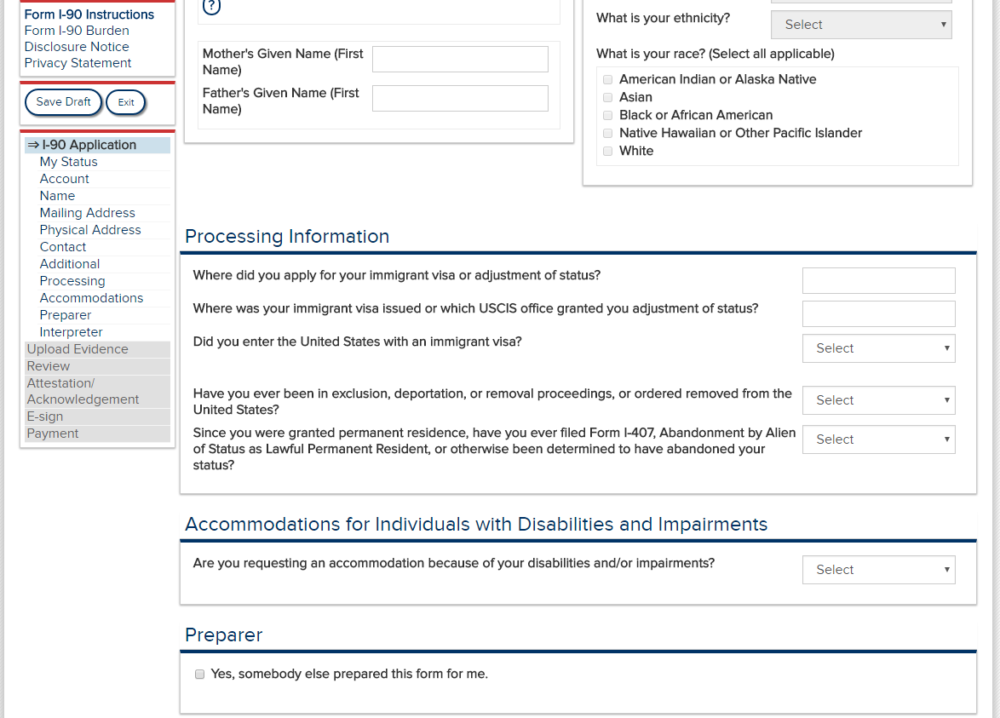 Form I-90 Instructions
Form I-90 Burden
Disclosure Notice
Privacy Statement
Save Draft
Exit
⇒ I-90 Application
My Status
Account
Name
Mailing Address
Physical Address
Contact
Additional
Processing
Accommodations
Preparer
Interpreter
Upload Evidence
Review
Attestation/
Acknowledgement
E-sign
Payment
?
Mother's Given Name (First
Name)
Father's Given Name (First
Name)
What is your ethnicity?
Select
What is your race? (Select all applicable)
American Indian or Alaska Native
Asian
Black or African American
Native Hawaiian or Other Pacific Islander
White
Processing Information
Where did you apply for your immigrant visa or adjustment of status?
Where was your immigrant visa issued or which USCIS office granted you adjustment of status?
Did you enter the United States with an immigrant visa?
Select
Have you ever been in exclusion, deportation, or removal proceedings, or ordered removed from the
United States?
Select
Since you were granted permanent residence, have you ever filed Form I-407, Abandonment by Alien
of Status as Lawful Permanent Resident, or otherwise been determined to have abandoned your
status?
Select
Accommodations for Individuals with Disabilities and Impairments
Are you requesting an accommodation because of your disabilities and/or impairments?
Select
Preparer
Yes, somebody else prepared this form for me.